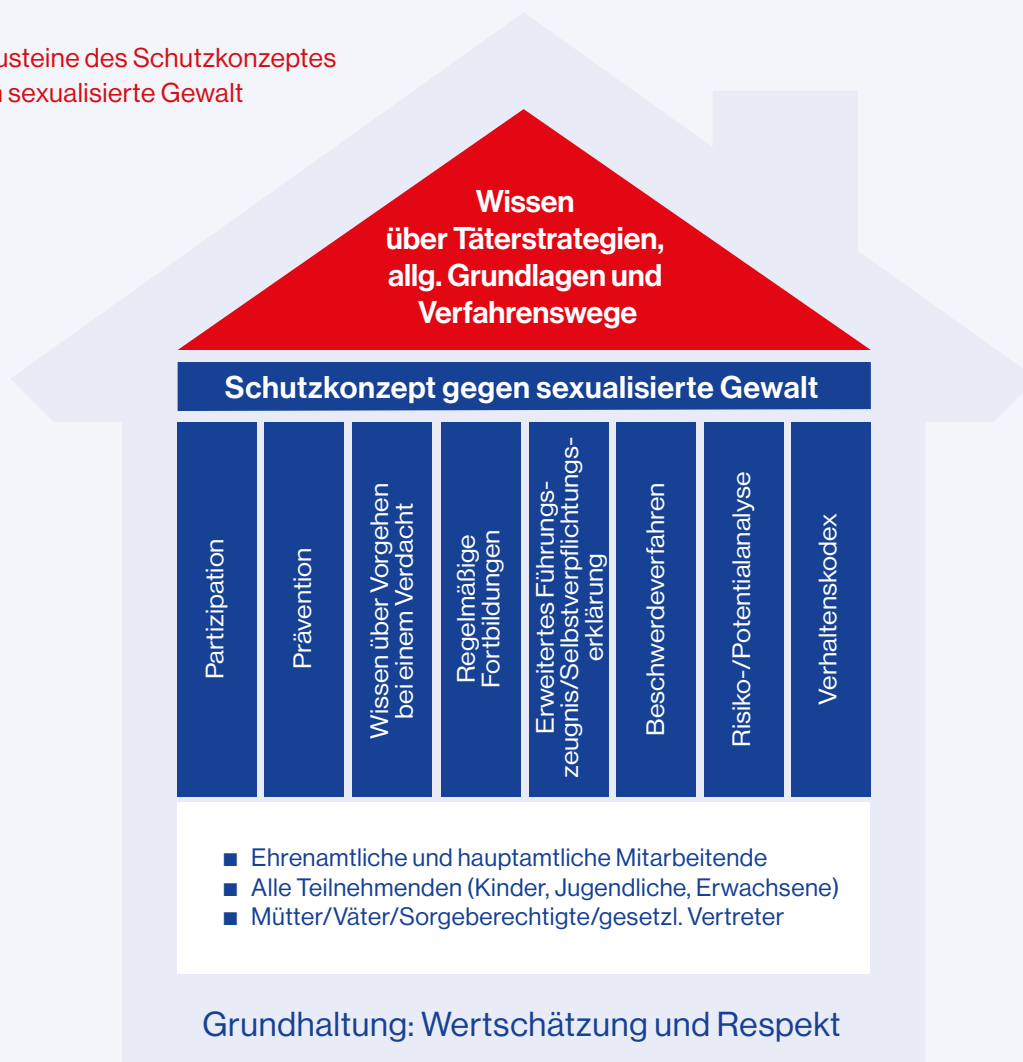 usteine des Schutzkonzeptes
sexualisierte Gewalt
Wissen
über Täterstrategien,
allg. Grundlagen und
Verfahrenswege
Schutzkonzept gegen sexualisierte Gewalt
Partizipation
Prävention
Wissen über Vorgehen
bei einem Verdacht
Regelmäßige
Fortbildungen
Erweitertes Führungs-
zeugnis/Selbstverpflichtungs-
erklärung
Beschwerdeverfahren
Risiko-/Potentialanalyse
Verhaltenskodex
■ Ehrenamtliche und hauptamtliche Mitarbeitende
■ Alle Teilnehmenden (Kinder, Jugendliche, Erwachsene)
■ Mütter/Väter/Sorgeberechtigte/gesetzl. Vertreter
Grundhaltung: Wertschätzung und Respekt